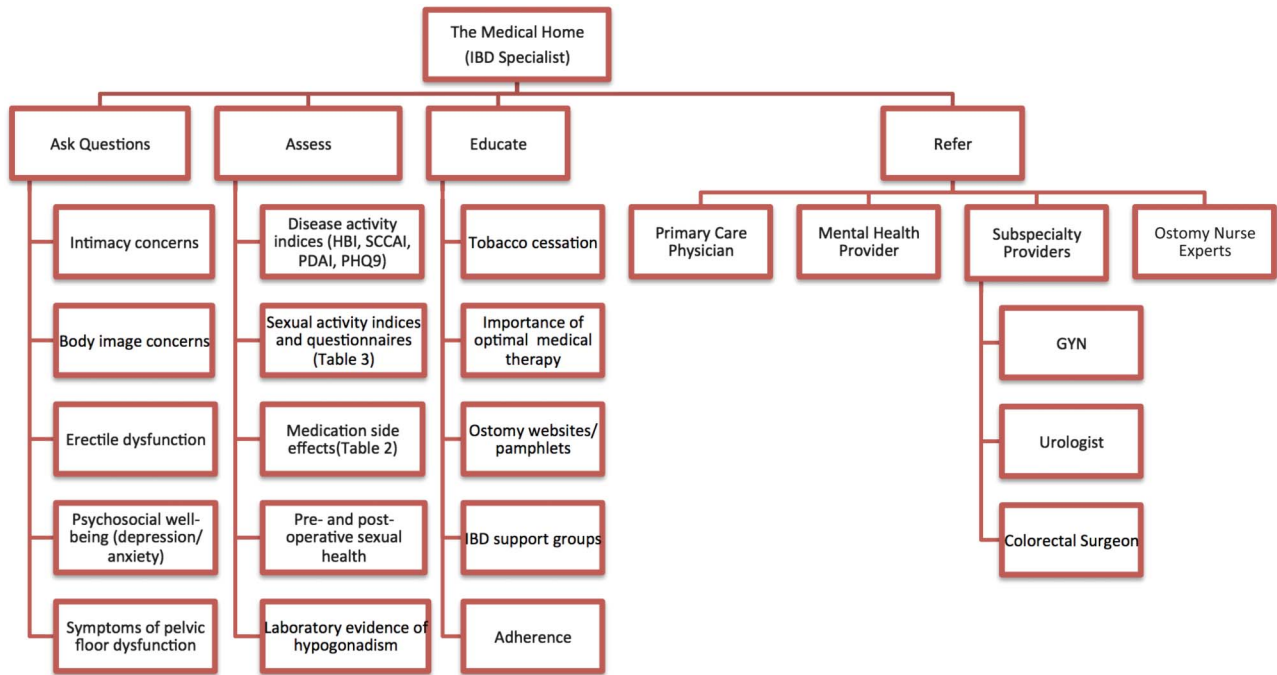 The Medical Home
(IBD Specialist)
Ask Questions
Assess
Educate
Refer
Intimacy concerns
Body image concerns
Erectile dysfunction
Psychosocial well-
being (depression/
anxiety)
Symptoms of pelvic
floor dysfunction
Disease activity
indices (HBI, SCCAI,
PDAI, PHQ9)
Sexual activity indices
and questionnaires
(Table 3)
Medication side
effects(Table 2)
Pre- and post-
operative sexual
health
Laboratory evidence of
hypogonadism
Tobacco cessation
Importance of
optimal medical
therapy
Ostomy websites/
pamphlets
IBD support groups
Adherence
Primary Care
Physician
Mental Health
Provider
Subspecialty
Providers
Ostomy Nurse
Experts
GYN
Urologist
Colorectal Surgeon